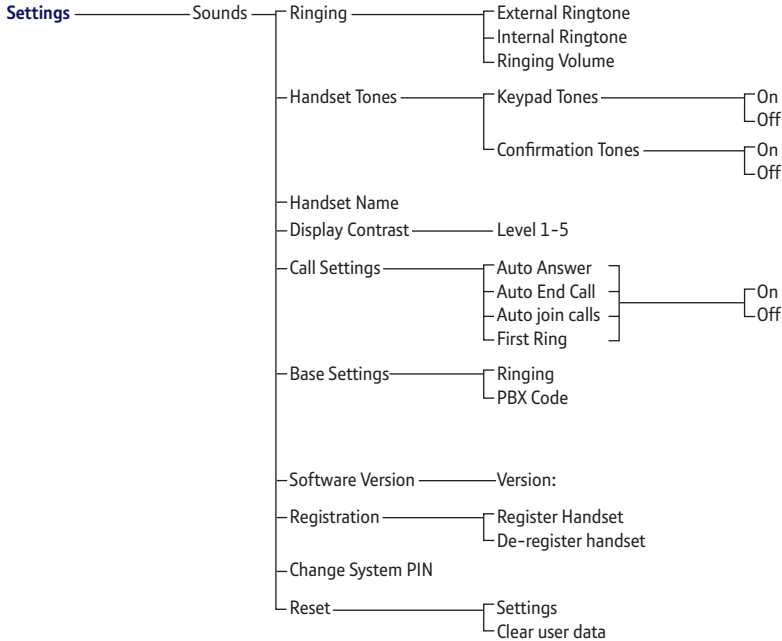 Settings Sounds Ringing External Ringtone
Internal Ringtone
Ringing Volume
Handset Tones Keypad Tones On
Off
Confirmation Tones On
Off
Handset Name
Display Contrast Level 1-5
Call Settings Auto Answer
Auto End Call On
Auto join calls Off
First Ring
Base Settings Ringing
PBX Code
Software Version Version:
Registration Register Handset
De-register handset
Change System PIN
Reset Settings
Clear user data